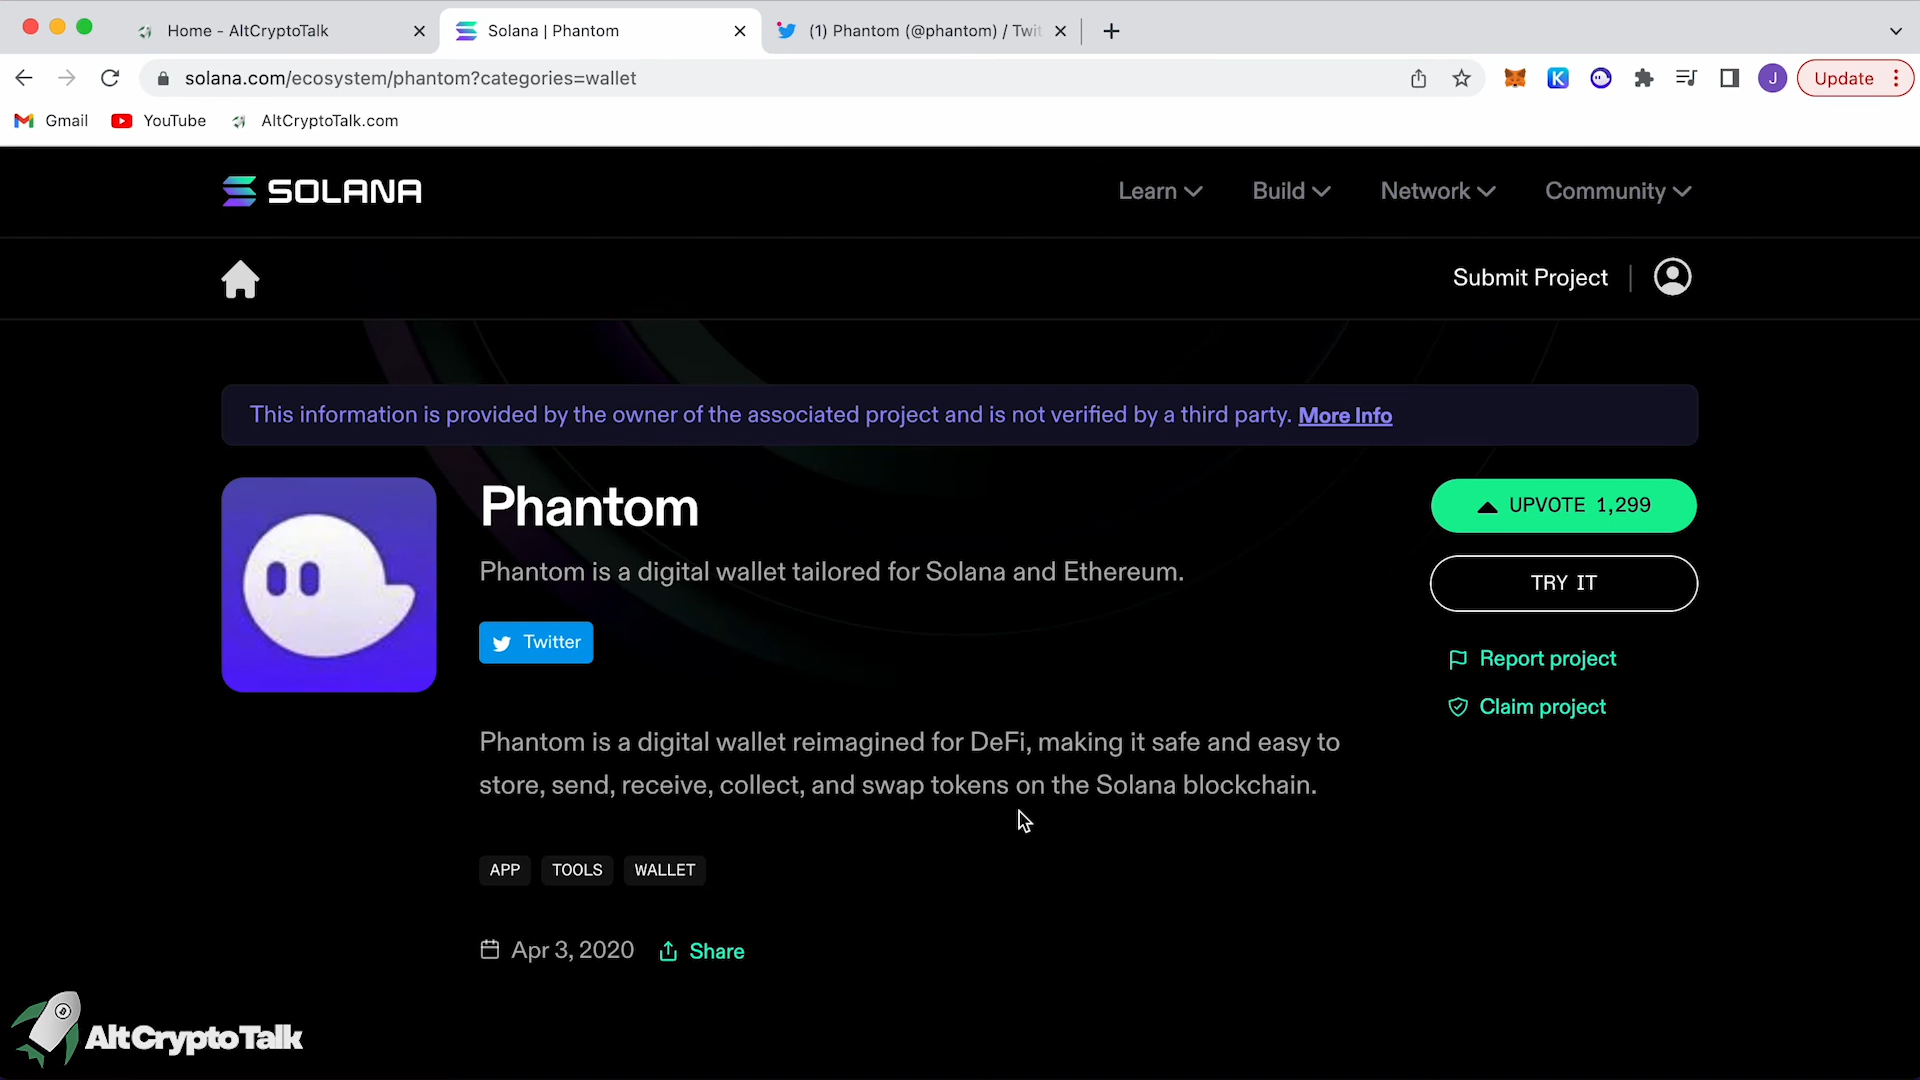 Home - AltCryptoTalk
Solana | Phantom
(1) Phantom (@phantom) / Twit
solana.com/ecosystem/phantom?categories=wallet
K
J
Update
Gmail
YouTube
AltCryptoTalk.com
SOLANA
Learn
Build
Network
Community
Submit Project
This information is provided by the owner of the associated project and is not verified by a third party. More Info
Phantom
UPVOTE 1,299
Phantom is a digital wallet tailored for Solana and Ethereum.
TRY IT
Twitter
Report project
Claim project
Phantom is a digital wallet reimagined for DeFi, making it safe and easy to
store, send, receive, collect, and swap tokens on the Solana blockchain.
APP
TOOLS
WALLET
Apr 3, 2020
Share
AltCryptoTalk